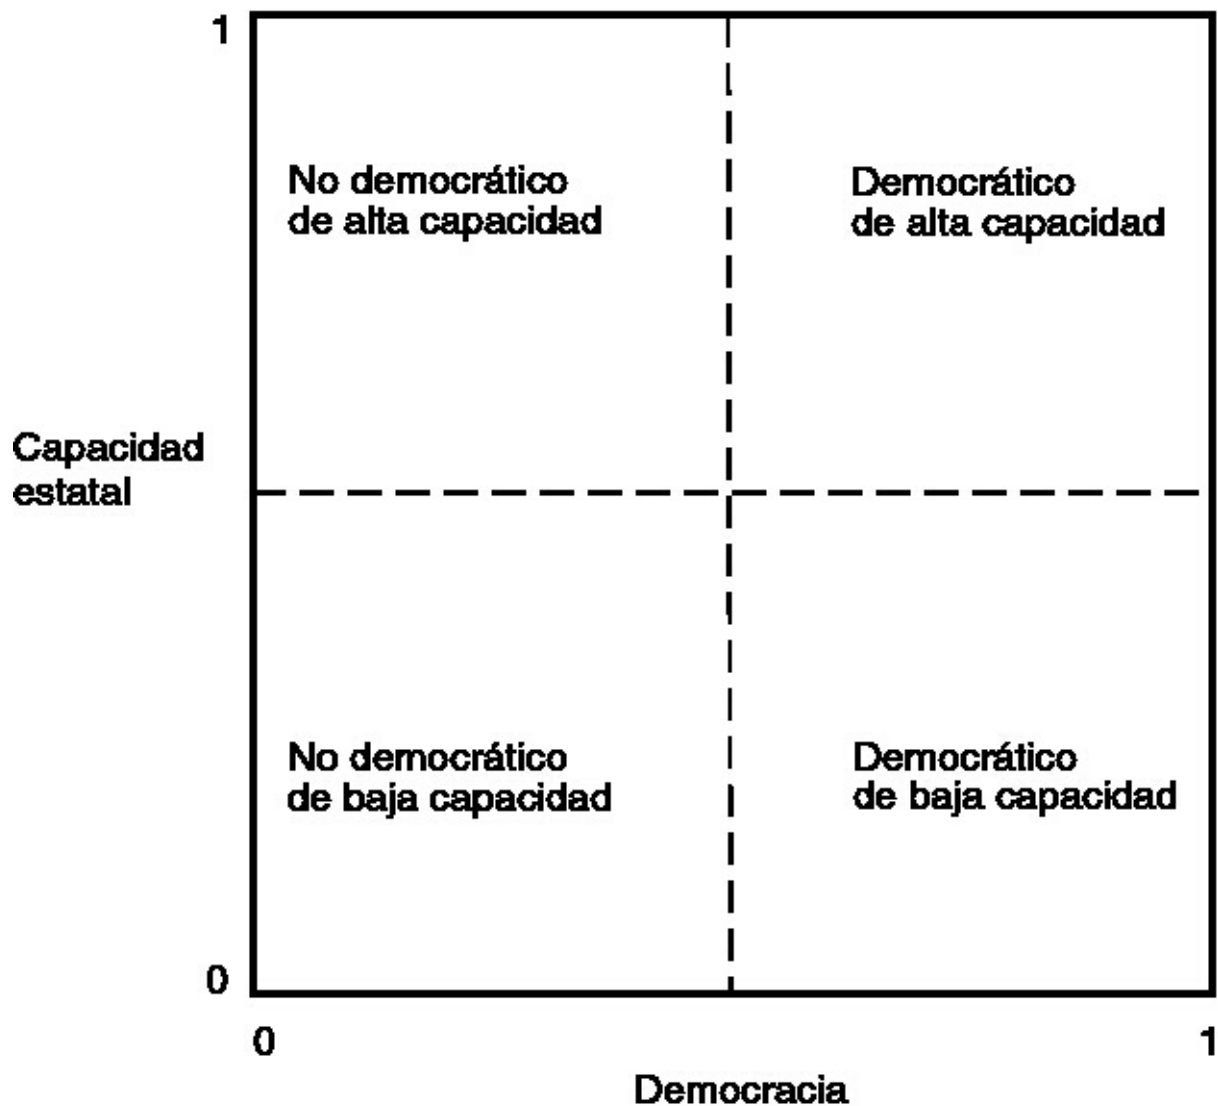 1
No democrático
de alta capacidad
Democrático
de alta capacidad
Capacidad
estatal
No democrático
de baja capacidad
Democrático
de baja capacidad
0
0
1
Democracia